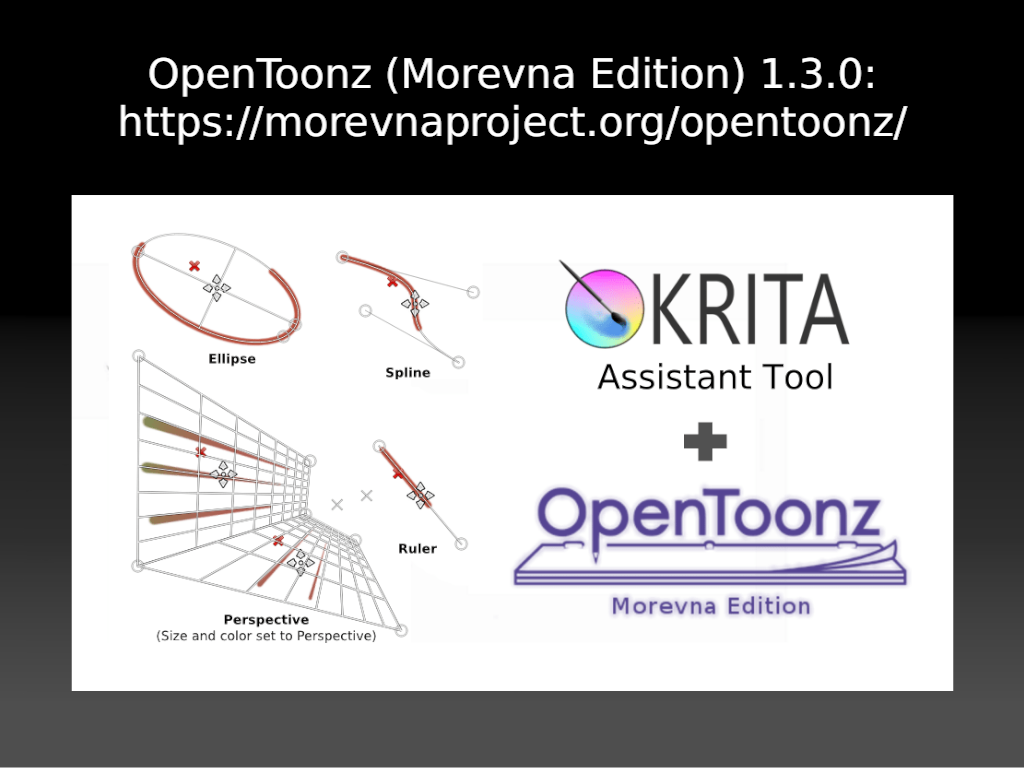 OpenToonz (Morevna Edition) 1.3.0:
https://morevnaproject.org/opentoonz/
Ellipse
Spline
Ruler
Perspective
(Size and color set to Perspective)
KRITA
Assistant Tool
OpenToonz
Morevna Edition